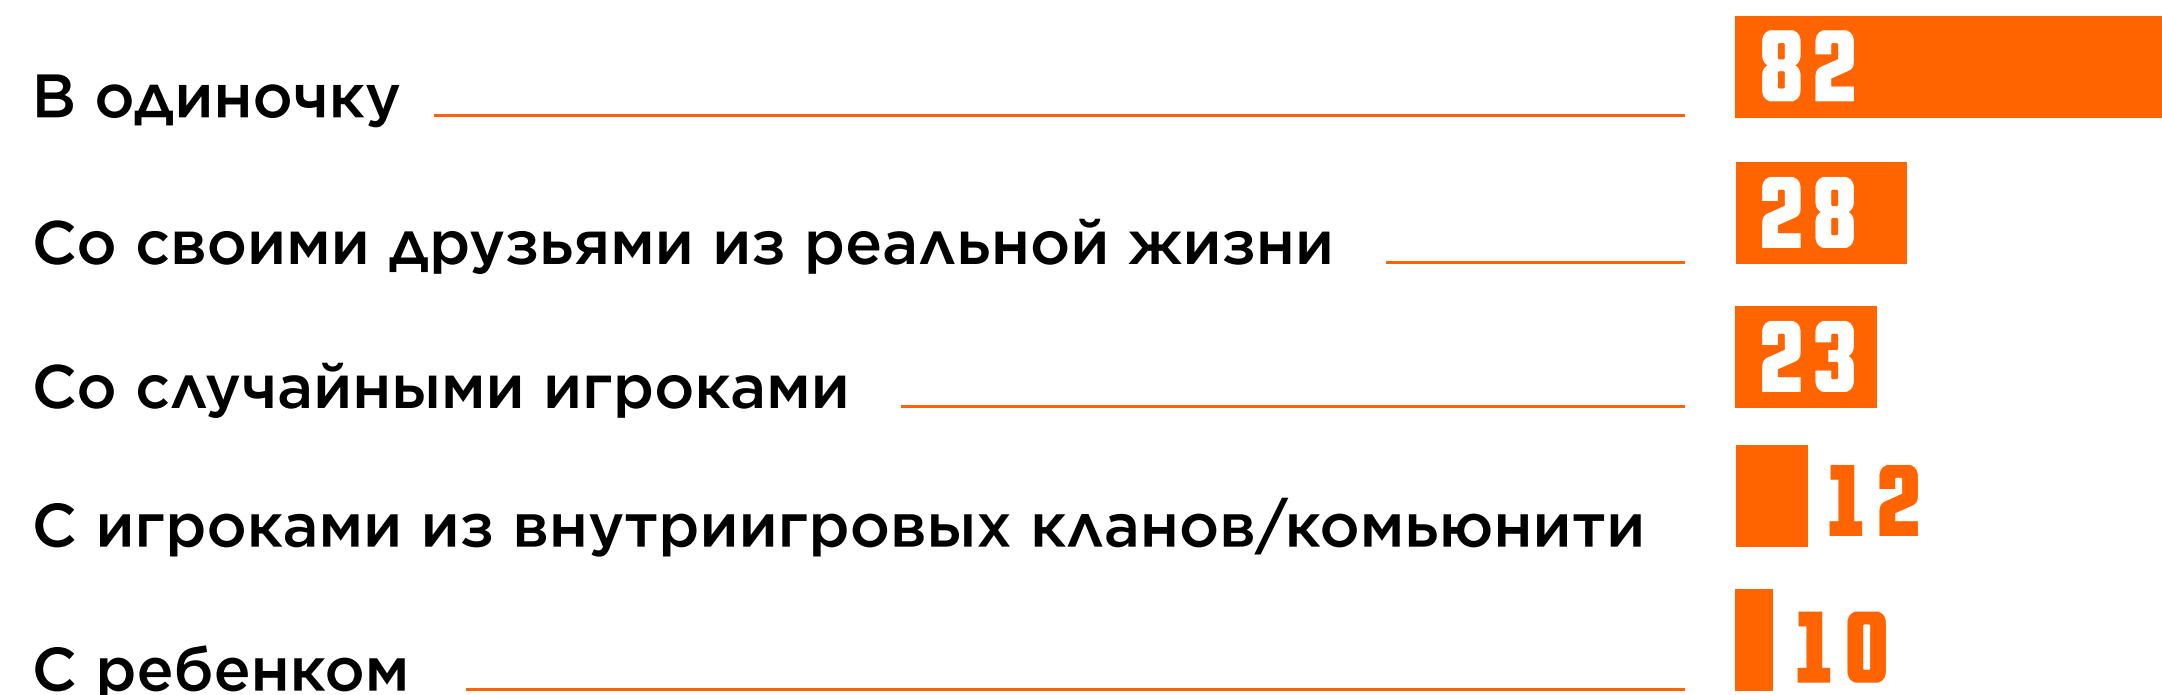 В одиночку 82
Со своими друзьями из реальной жизни 28
Со случайными игроками 23
С игроками из внутриигровых кланов/комьюнити 12
С ребенком 10